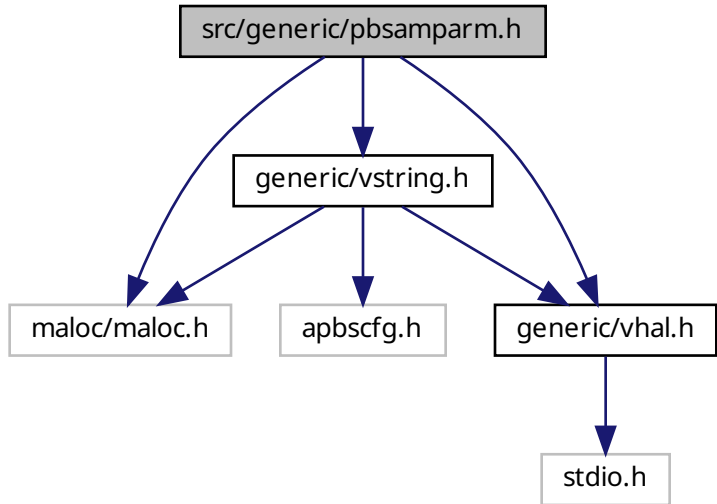 src/generic/pbsamparm.h
generic/vstring.h
maloc/maloc.h
apbscfg.h
generic/vhal.h
stdio.h